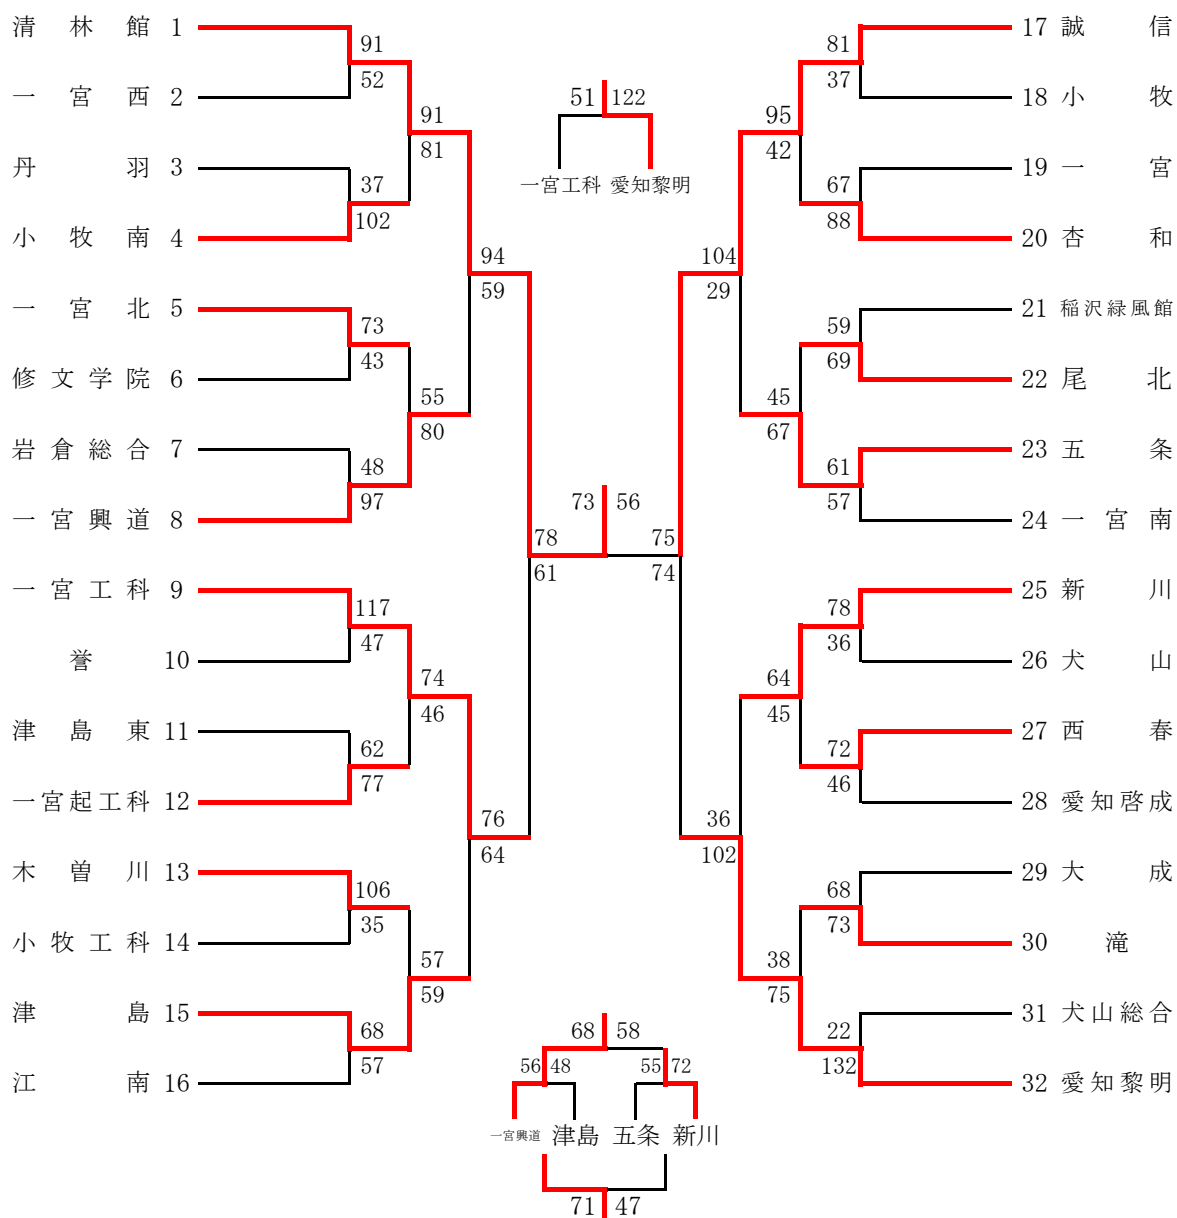 清林館 1
91
52
一宮西 2
91
81
丹羽 3
37
102
小牧南 4
94
59
一宮北 5
73
43
修文学院 6
55
80
岩倉総合 7
48
97
一宮興道 8
78
61
一宮工科 9
117
47
誉 10
74
46
津島東 11
62
77
一宮起工科 12
76
64
木曽川 13
106
35
小牧工科 14
57
59
津島 15
68
57
江南 16
51 122
一宮工科 愛知黎明
73 56
68 58
56 48 55 72
一宮興道 津島 五条 新川
71 47
17 誠信
81
37
18 小牧
95
42
19 一宮
67
88
20 杏和
104
29
21 稲沢緑風館
59
69
22 尾北
45
67
23 五条
61
57
24 一宮南
75
74
25 新川
78
36
26 犬山
64
45
27 西春
72
46
28 愛知啓成
36
102
29 大成
68
73
30 滝
38
75
31 犬山総合
22
132
32 愛知黎明